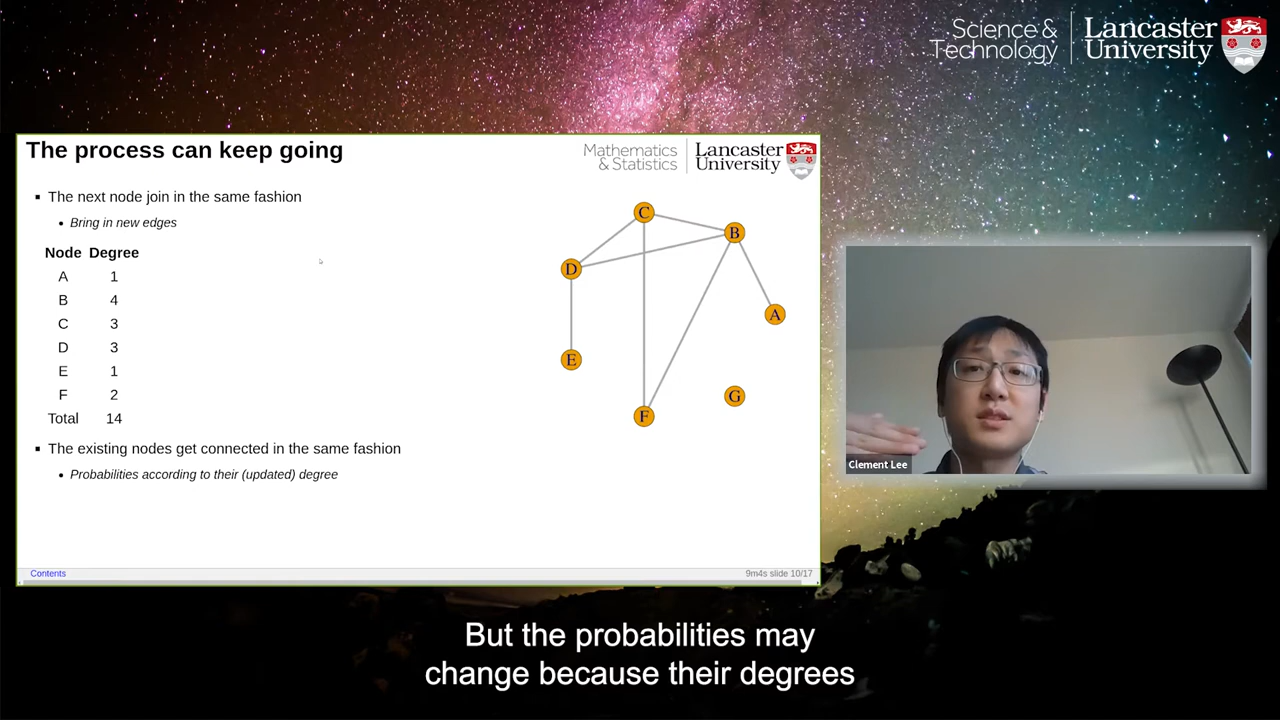 Science &
Technology
Lancaster
University
The process can keep going
Mathematics
& Statistics
Lancaster
University
▪ The next node join in the same fashion
• Bring in new edges
Node Degree
A 1
B 4
C 3
D 3
E 1
F 2
Total 14
▪ The existing nodes get connected in the same fashion
• Probabilities according to their (updated) degree
C
B
D
A
E
G
F
Contents
9m4s slide 10/17
Clement Lee
But the probabilities may
change because their degrees